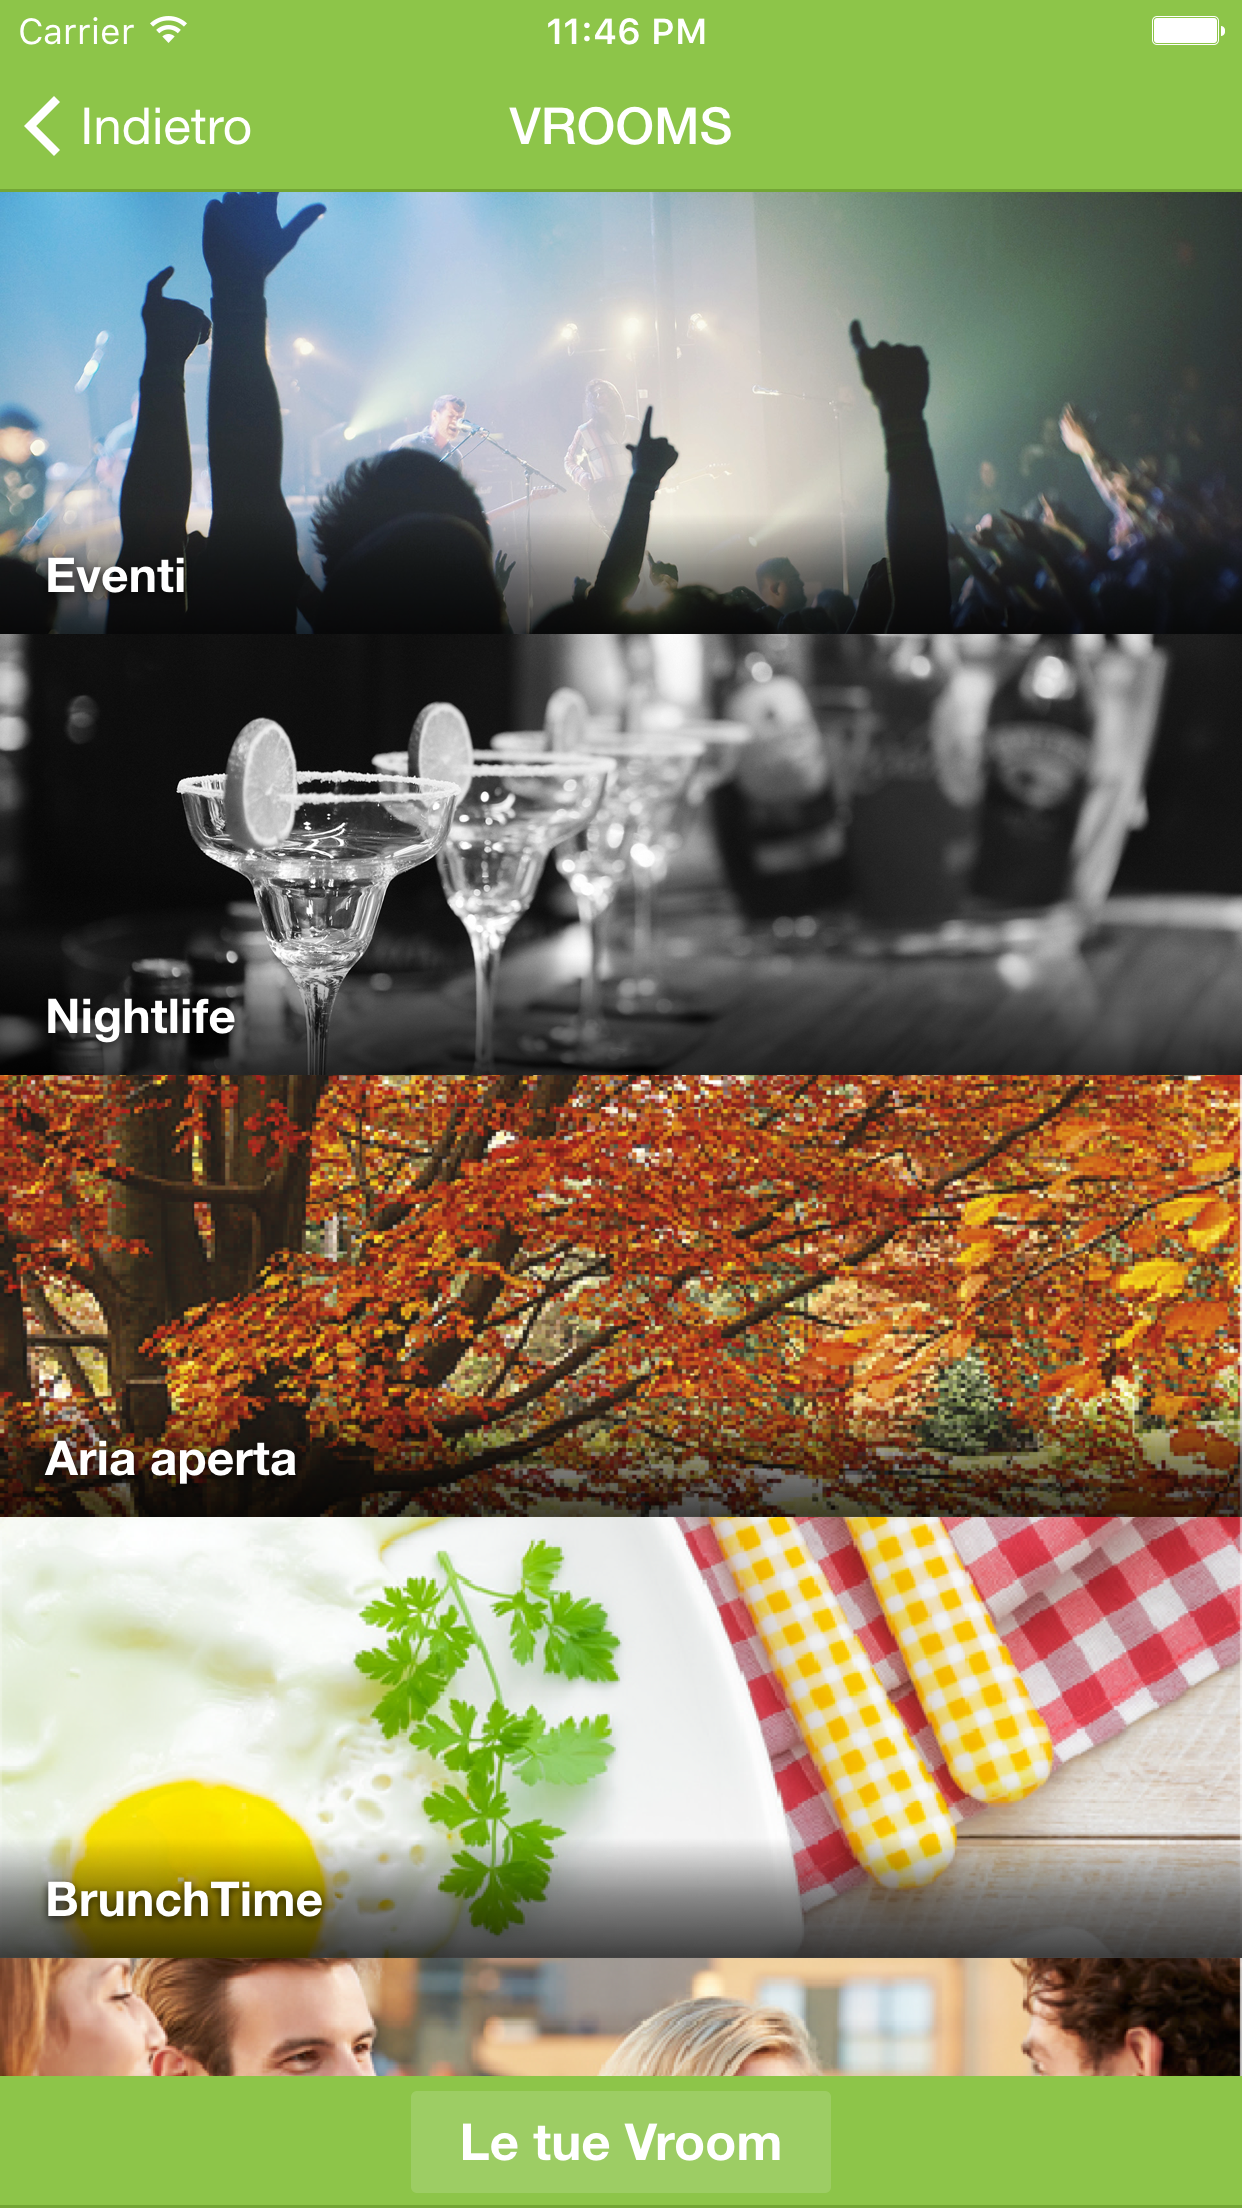 Carrier 11:46 PM
Indietro VROOMS
Eventi
Nightlife
Aria aperta
BrunchTime
Le tue Vroom